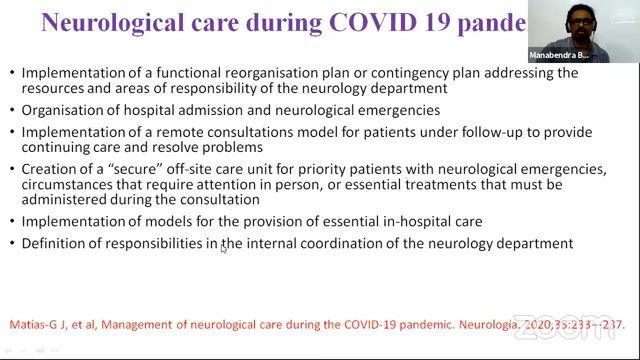 Neurological care during COVID 19 pandem
Manabendra B...
• Implementation of a functional reorganisation plan or contingency plan addressing the
resources and areas of responsibility of the neurology department
• Organisation of hospital admission and neurological emergencies
• Implementation of a remote consultations model for patients under follow-up to provide
continuing care and resolve problems
• Creation of a “secure” off-site care unit for priority patients with neurological emergencies,
circumstances that require attention in person, or essential treatments that must be
administered during the consultation
• Implementation of models for the provision of essential in-hospital care
• Definition of responsibilities in the internal coordination of the neurology department
Matías-G J, et al, Management of neurological care during the COVID-19 pandemic. Neurología. 2020;35:233---237.
zoom